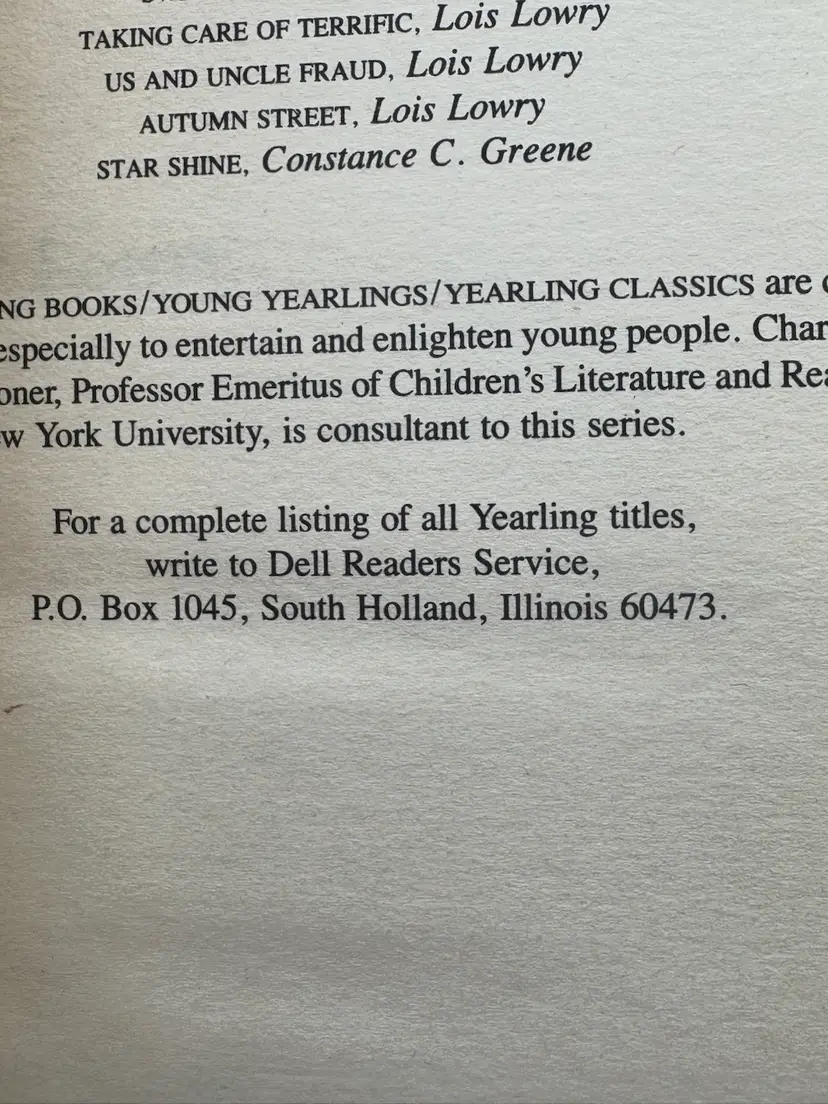 TAKING CARE OF TERRIFIC, Lois Lowry
US AND UNCLE FRAUD, Lois Lowry
AUTUMN STREET, Lois Lowry
STAR SHINE, Constance C. Greene
NG BOOKS/YOUNG YEARLINGS/YEARLING CLASSICS are
especially to entertain and enlighten young people. Char
oner, Professor Emeritus of Children's Literature and Rea
w York University, is consultant to this series.
For a complete listing of all Yearling titles,
write to Dell Readers Service,
P.O. Box 1045, South Holland, Illinois 60473.